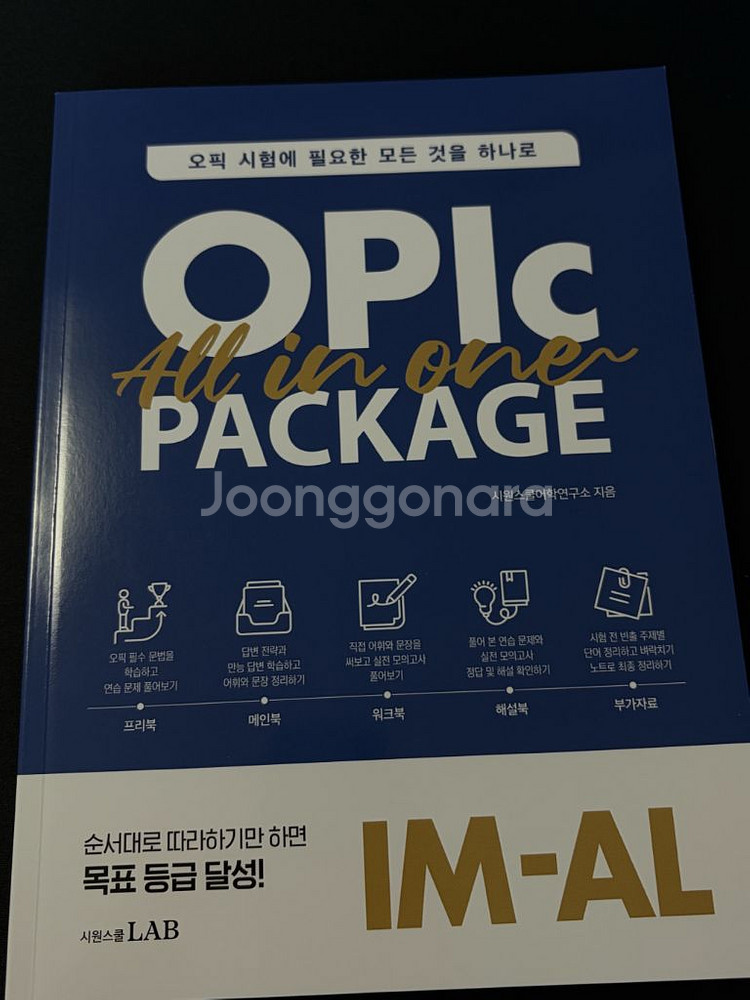 오픽 시험에 필요한 모든 것을 하나로
OPIc
All in one
PACKAGE
시원스쿨어학연구소 지음
Joonggonara
오픽 필수 문법을
학습하고
연습 문제 풀어보기
프리북
답변 전략과
만능 답변 학습하고
어휘와 문장 정리하기
메인북
직접 어휘와 문장을
써보고 실전 모의고사
풀어보기
워크북
풀어 본 연습 문제와
실전 모의고사
정답 및 해설 확인하기
해설북
시험 전 빈출 주제별
단어 정리하고 벼락치기
노트로 최종 정리하기
부가자료
순서대로 따라하기만 하면
목표 등급 달성!
시원스쿨 LAB
IM-AL